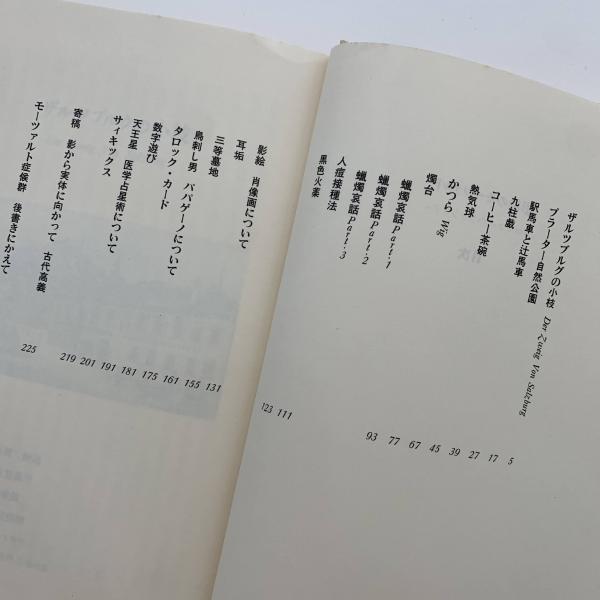 ザルツブルグの小枝 Der Zweig Von Salzburg
プラーター自然公園
駅馬車と辻馬車
九柱戯
コーヒー茶碗
熱気球
かつら Wig
燭台
蠟燭哀話 Part・1
蠟燭哀話 Part・2
蠟燭哀話 Part・3
人痘接種法
黒色火薬
5
17
27
39
45
67
77
93
111
123
影絵 肖像画について
耳垢
三等墓地
鳥刺し男 パパゲーノについて
タロック・カード
数字遊び
天王星 医学占星術について
サイキックス
寄稿 影から実体に向かって 古代高義
モーツァルト症候群 後書きにかえて
131
155
161
175
181
191
201
219
225